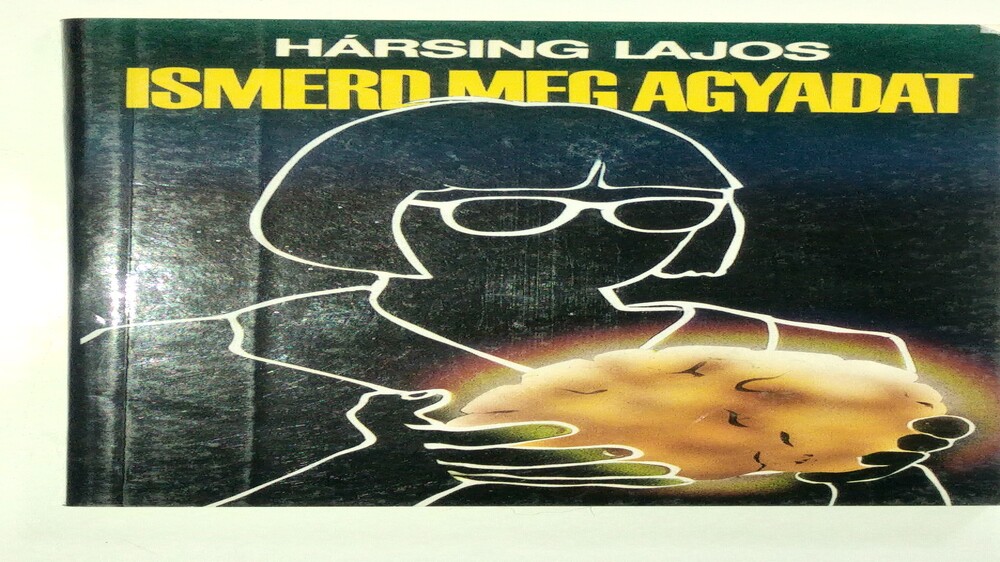 HÁRSING LAJOS
ISMERD MEG AGYADAT